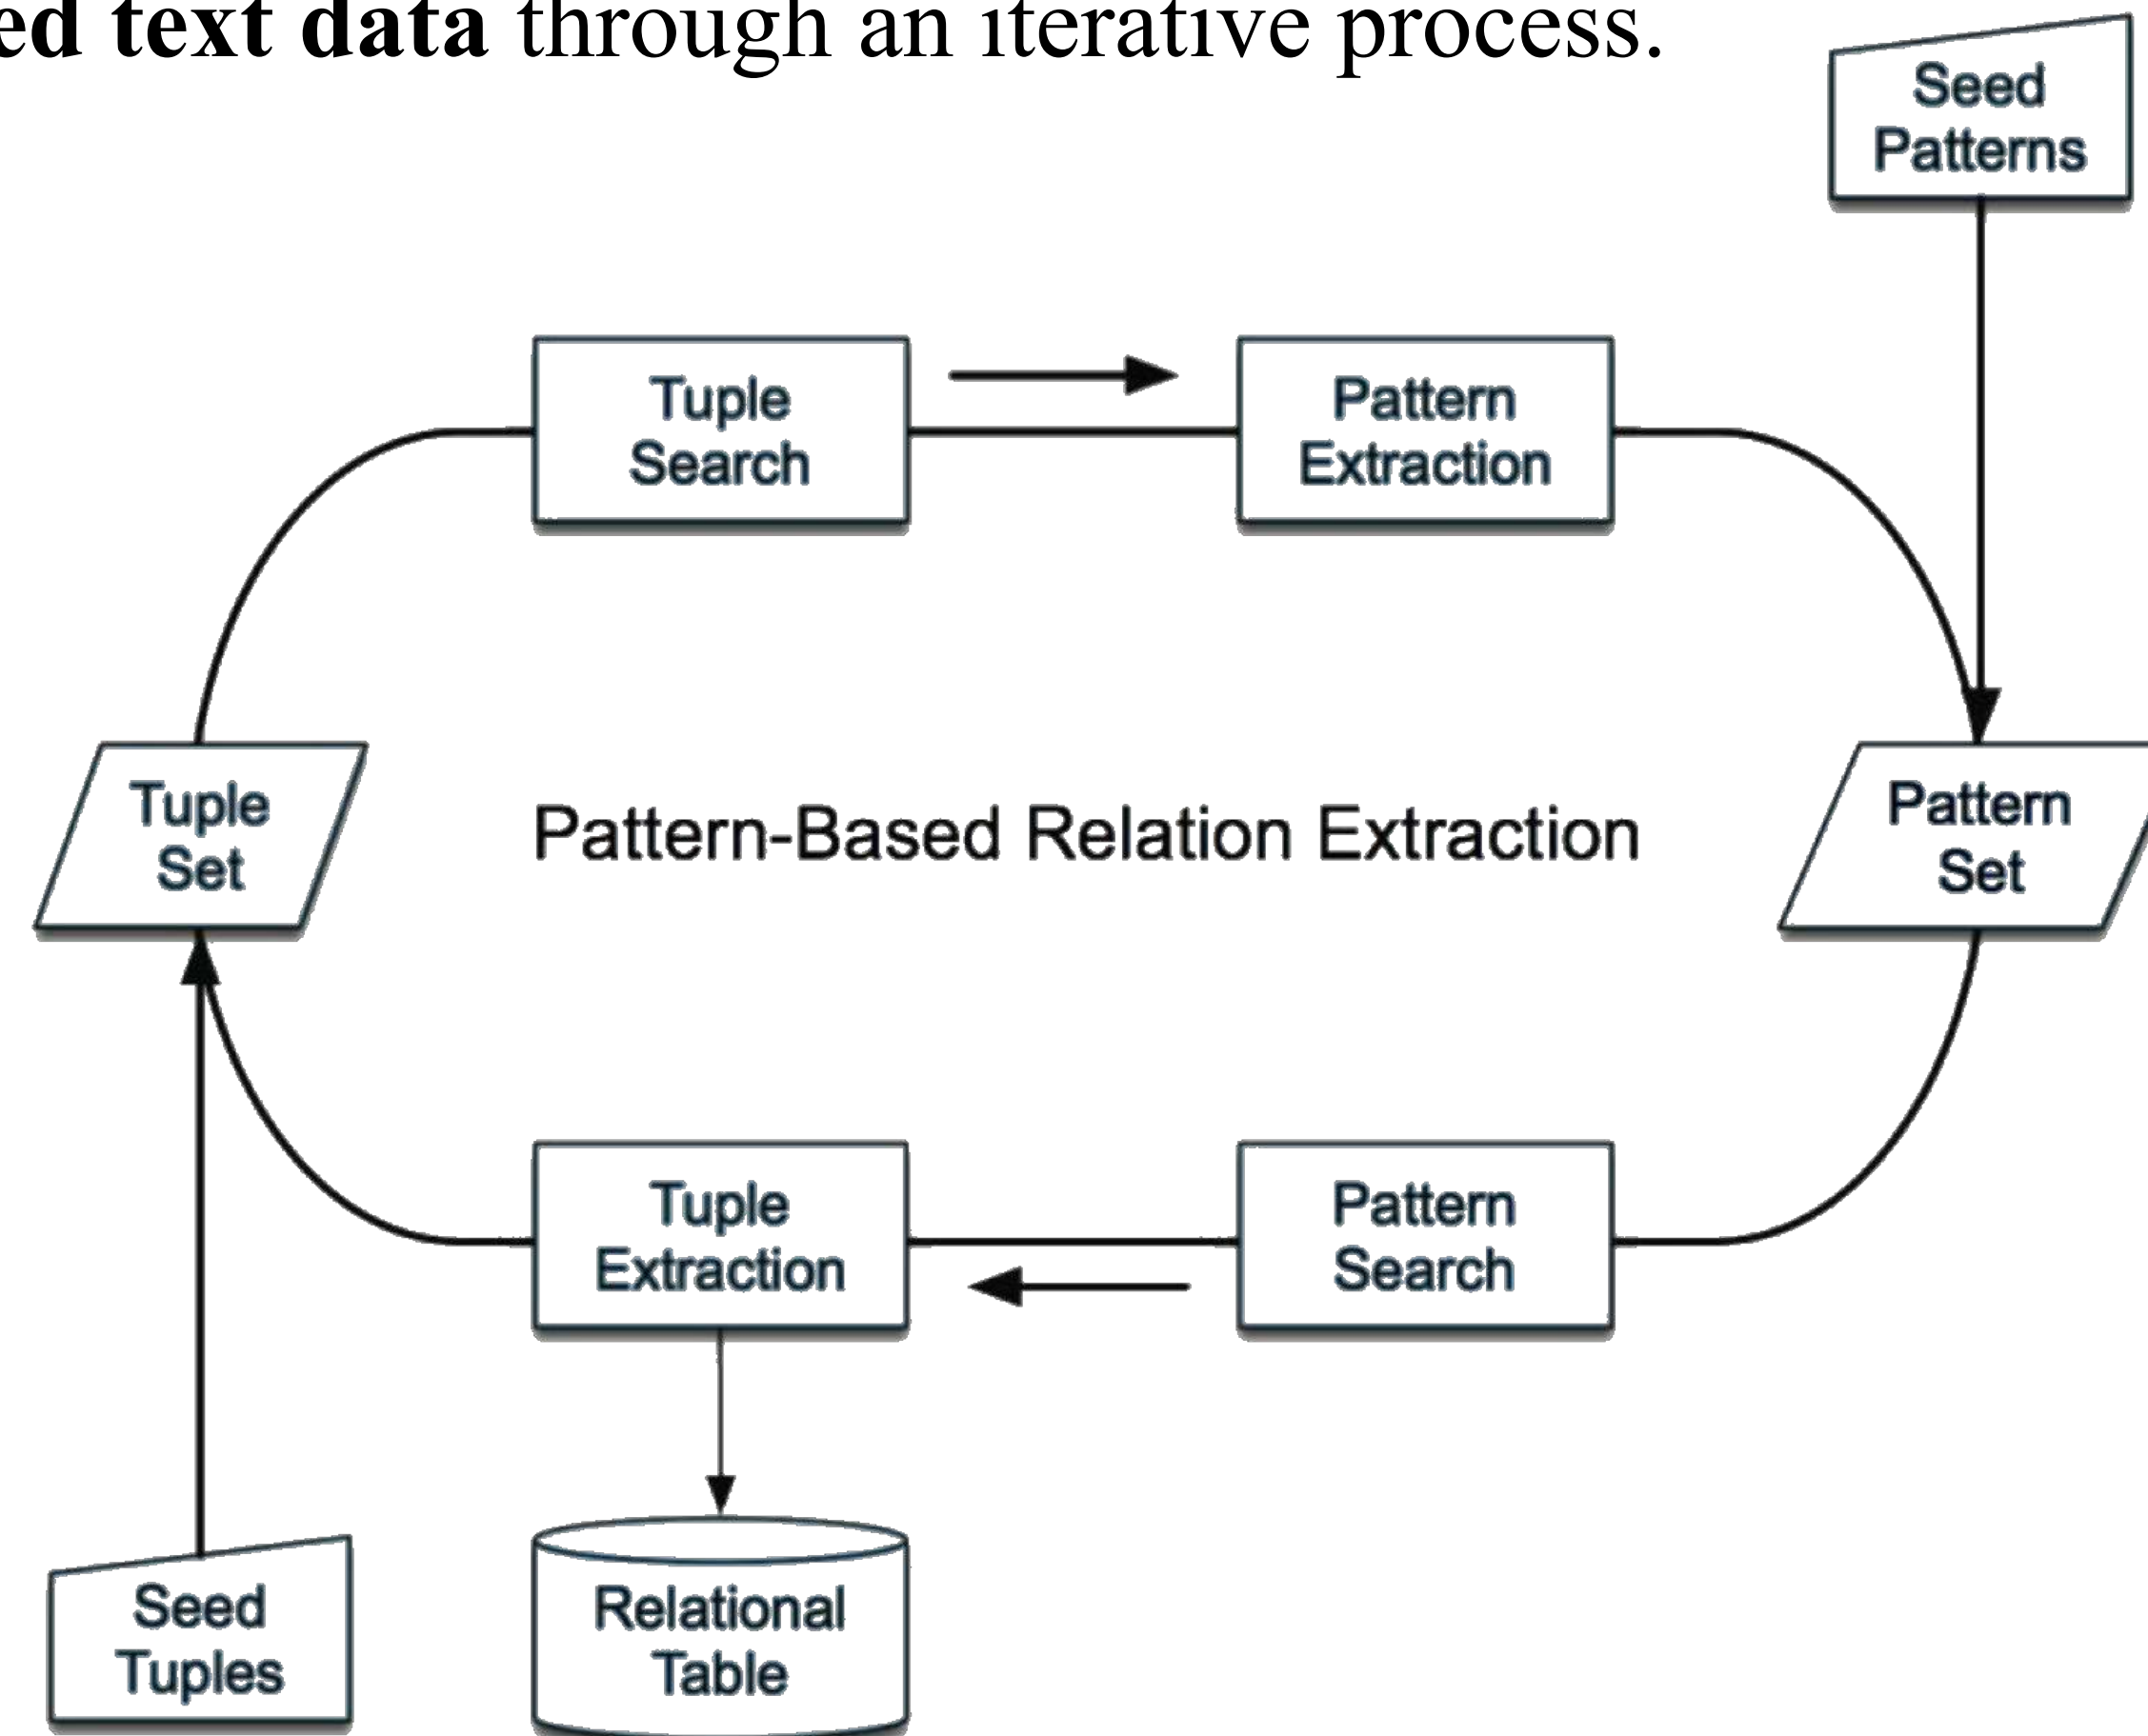 text data through an iterative process.
Seed
Patterns
Tuple
Search
Pattern
Extraction
Tuple
Set
Pattern-Based Relation Extraction
Pattern
Set
Tuple
Extraction
Pattern
Search
Seed
Tuples
Relational
Table